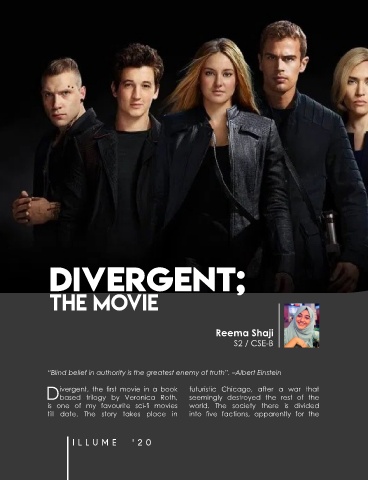 DIVERGENT;
THE MOVIE
Reema Shaji
S2 / CSE-B
"Blind belief in authority is the greatest enemy of truth". –Albert Einstein
Divergent, the first movie in a book
based trilogy by Veronica Roth,
is one of my favourite sci-fi movies
till date. The story takes place in
futuristic Chicago, after a war that
seemingly destroyed the rest of the
world. The society there is divided
into five factions, apparently for the
ILLUME '20